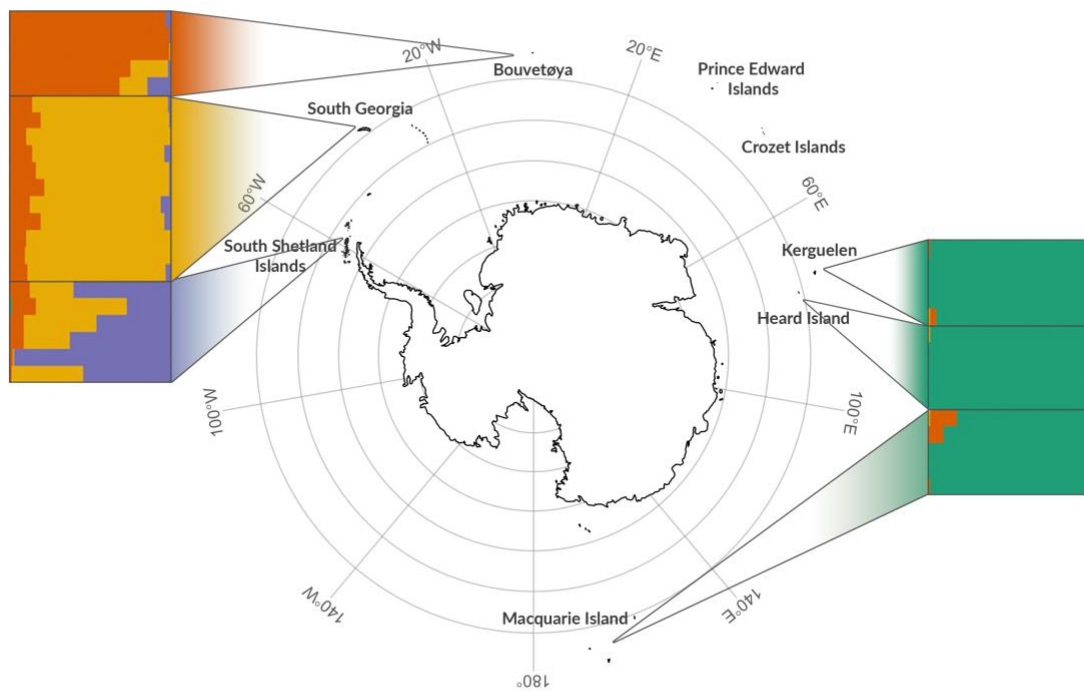 20°W
20°E
Bouvetøya
Prince Edward
Islands
South Georgia
Crozet Islands
60°W
60°E
South Shetland
Islands
Kerguelen
Heard Island
100°W
100°E
140°W
140°E
Macquarie Island
180°